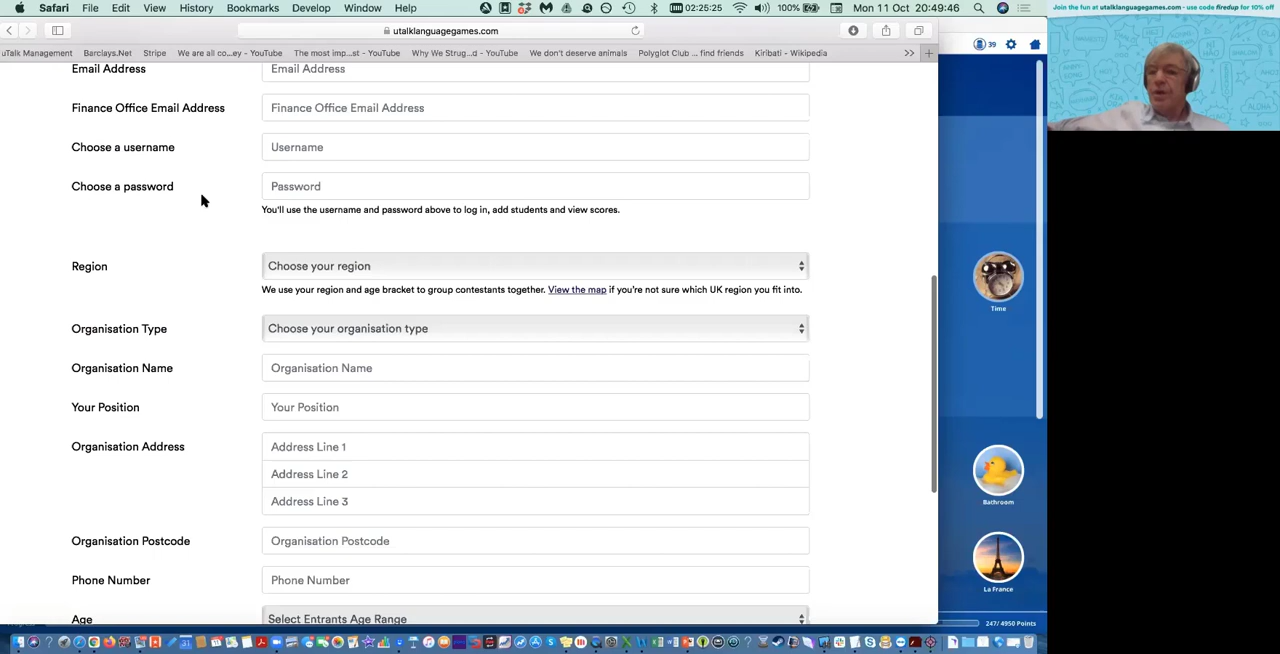 Safari File Edit View History Bookmarks Develop Window Help 02:25:25 100% Mon 11 Oct 20:49:46
Join the fun at utalklanguagegames.com - use code firedup for 10% off
utalklanguagegames.com
39
uTalk Management Barclays.Net Stripe We are all co...ey - YouTube The most imp...st - YouTube Why We Strug...d - YouTube We don't deserve animals Polyglot Club ... find friends Kiribati - Wikipedia
Email Address Email Address
Finance Office Email Address Finance Office Email Address
Choose a username Username
Choose a password Password
You'll use the username and password above to log in, add students and view scores.
Region Choose your region
We use your region and age bracket to group contestants together. View the map if you're not sure which UK region you fit into.
Time
Organisation Type Choose your organisation type
Organisation Name Organisation Name
Your Position Your Position
Organisation Address Address Line 1
Address Line 2
Address Line 3
Bathroom
Organisation Postcode Organisation Postcode
Phone Number Phone Number
La France
Age Select Entrants Age Range
247/ 4950 Points